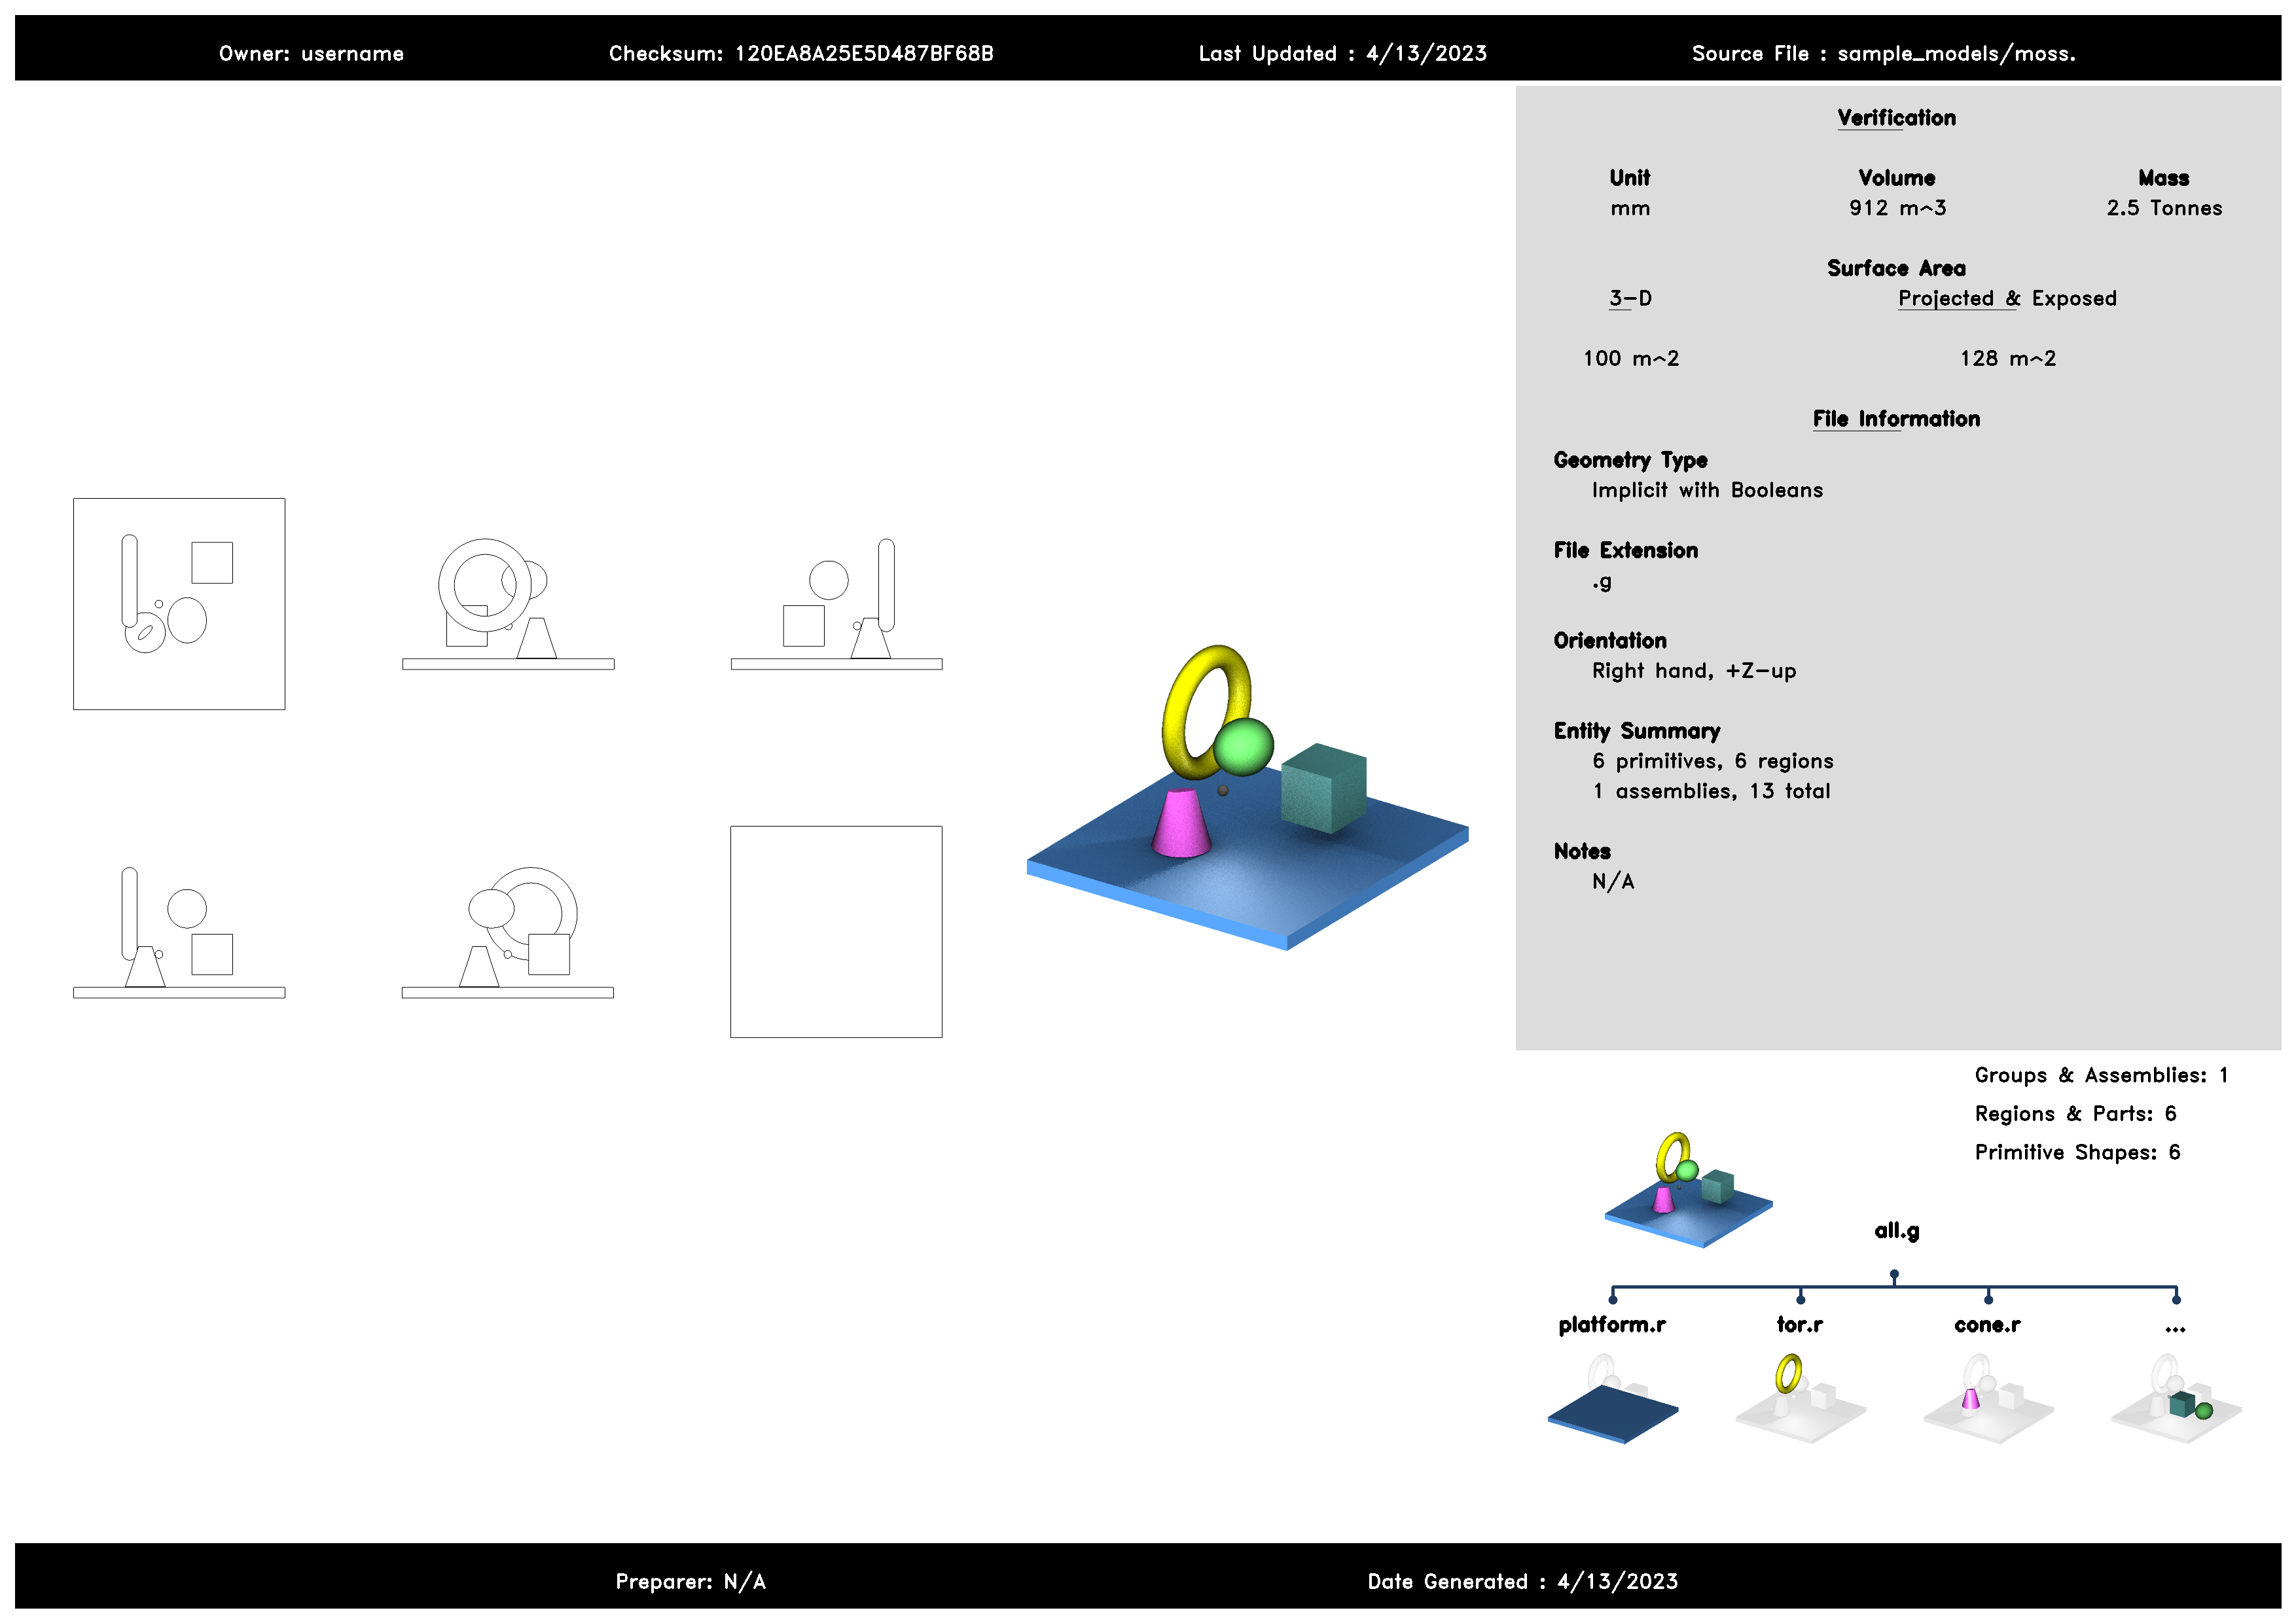 Owner: username Checksum: 120EA8A25E5D487BF68B Last Updated : 4/13/2023 Source File : sample_models/moss.
Verification
Unit Volume Mass
mm 912 m^3 2.5 Tonnes
Surface Area
3-D Projected & Exposed
100 m^2 128 m^2
File Information
Geometry Type
Implicit with Booleans
File Extension
.g
Orientation
Right hand, +Z-up
Entity Summary
6 primitives, 6 regions
1 assemblies, 13 total
Notes
N/A
Groups & Assemblies: 1
Regions & Parts: 6
Primitive Shapes: 6
all.g
platform.r tor.r cone.r ...
Preparer: N/A Date Generated : 4/13/2023